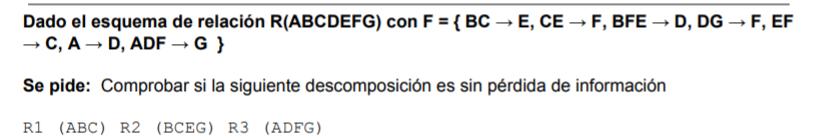 Dado el esquema de relación R(ABCDEFG) con F = { BC → E, CE → F, BFE → D, DG → F, EF
→ C, A → D, ADF → G }
Se pide: Comprobar si la siguiente descomposición es sin pérdida de información
R1 (ABC) R2 (BCEG) R3 (ADFG)